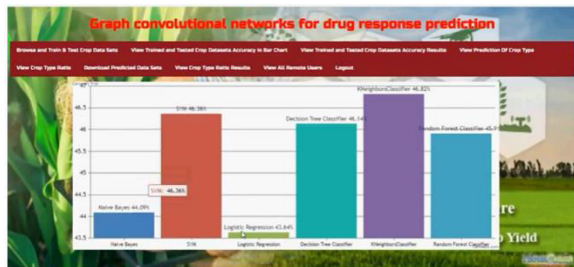 Graph convolutional networks for drug response prediction
Browse and Train & Test Crop Data Sets View Trained and Tested Crop Datasets Accuracy in Bar Chart View Trained and Tested Crop Datasets Accuracy Results View Prediction Of Crop Type
View Crop Type Ratio Download Predicted Data Sets View Crop Type Ratio Results View All Remote Users Logout
47
KNeighborsClassifier 46.82%
46.5
SVM 46.36%
Decision Tree Classifier 46.14%
46
Random Forest Classifier 45.91
45.5
45
44.5
SVM: 46.36%
Naive Bayes 44.09%
44
Logistic Regression 43.64%
43.5
Naive Bayes SVM Logistic Regression Decision Tree Classifier KNeighborsClassifier Random Forest Classifier
re
Yield